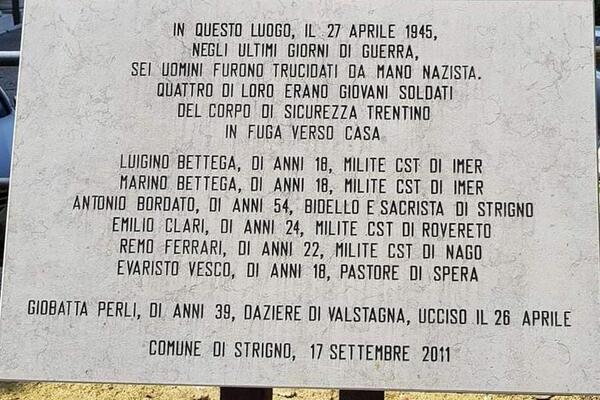 IN QUESTO LUOGO, IL 27 APRILE 1945,
NEGLI ULTIMI GIORNI DI GUERRA,
SEI UOMINI FURONO TRUCIDATI DA MANO NAZISTA.
QUATTRO DI LORO ERANO GIOVANI SOLDATI
DEL CORPO DI SICUREZZA TRENTINO
IN FUGA VERSO CASA
LUIGINO BETTEGA, DI ANNI 18, MILITE CST DI IMER
MARINO BETTEGA, DI ANNI 18, MILITE CST DI IMER
ANTONIO BORDATO, DI ANNI 54, BIDELLO E SACRISTA DI STRIGNO
EMILIO CLARI, DI ANNI 24, MILITE CST DI ROVERETO
REMO FERRARI, DI ANNI 22, MILITE CST DI NAGO
EVARISTO VESCO, DI ANNI 18, PASTORE DI SPERA
GIOBATTA PERLI, DI ANNI 39, DAZIERE DI VALSTAGNA, UCCISO IL 26 APRILE
COMUNE DI STRIGNO, 17 SETTEMBRE 2011